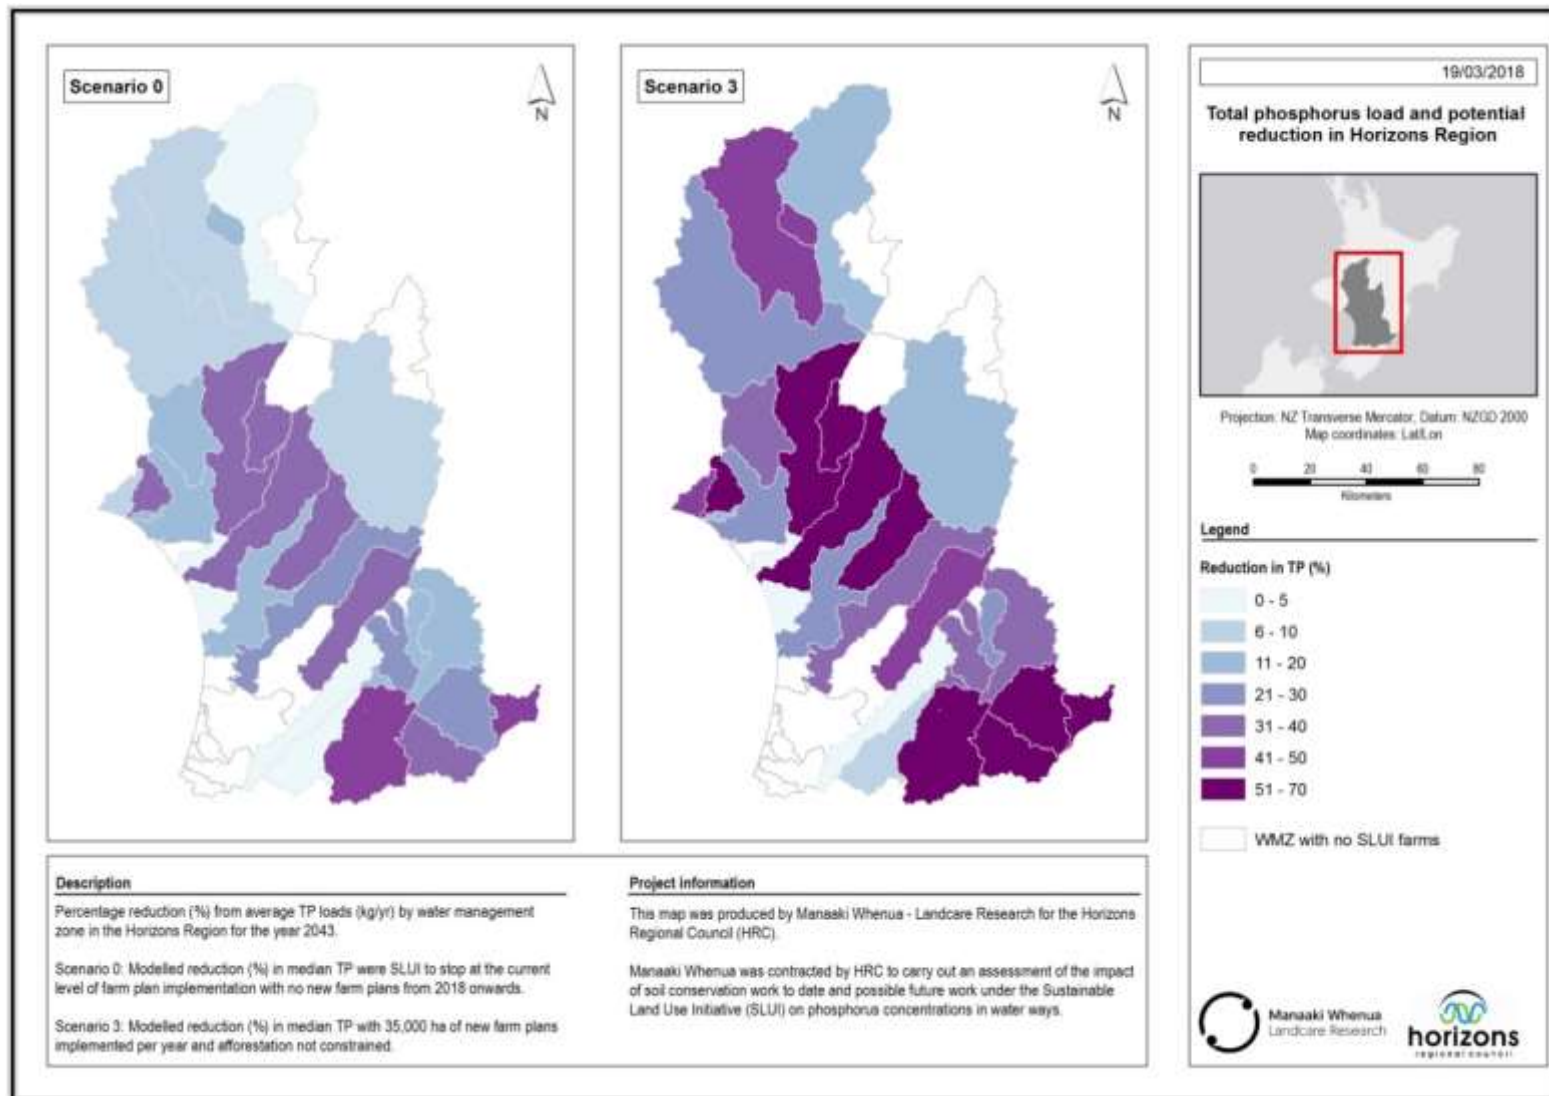 Scenario 0
N
Scenario 3
N
19/03/2018
Total phosphorus load and potential
reduction in Horizons Region
Projection: NZ Transverse Mercator, Datum: NZGD 2000
Map coordinates: Lat/Lon
0 20 40 60 80
Kilometers
Legend
Reduction in TP (%)
0 - 5
6 - 10
11 - 20
21 - 30
31 - 40
41 - 50
51 - 70
WMZ with no SLUI farms
Description
Percentage reduction (%) from average TP loads (kg/yr) by water management
zone in the Horizons Region for the year 2043.
Scenario 0: Modelled reduction (%) in median TP were SLUI to stop at the current
level of farm plan implementation with no new farm plans from 2018 onwards.
Scenario 3: Modelled reduction (%) in median TP with 35,000 ha of new farm plans
implemented per year and afforestation not constrained.
Project Information
This map was produced by Manaaki Whenua - Landcare Research for the Horizons
Regional Council (HRC).
Manaaki Whenua was contracted by HRC to carry out an assessment of the impact
of soil conservation work to date and possible future work under the Sustainable
Land Use Initiative (SLUI) on phosphorus concentrations in water ways.
Manaaki Whenua
Landcare Research
horizons
regional council